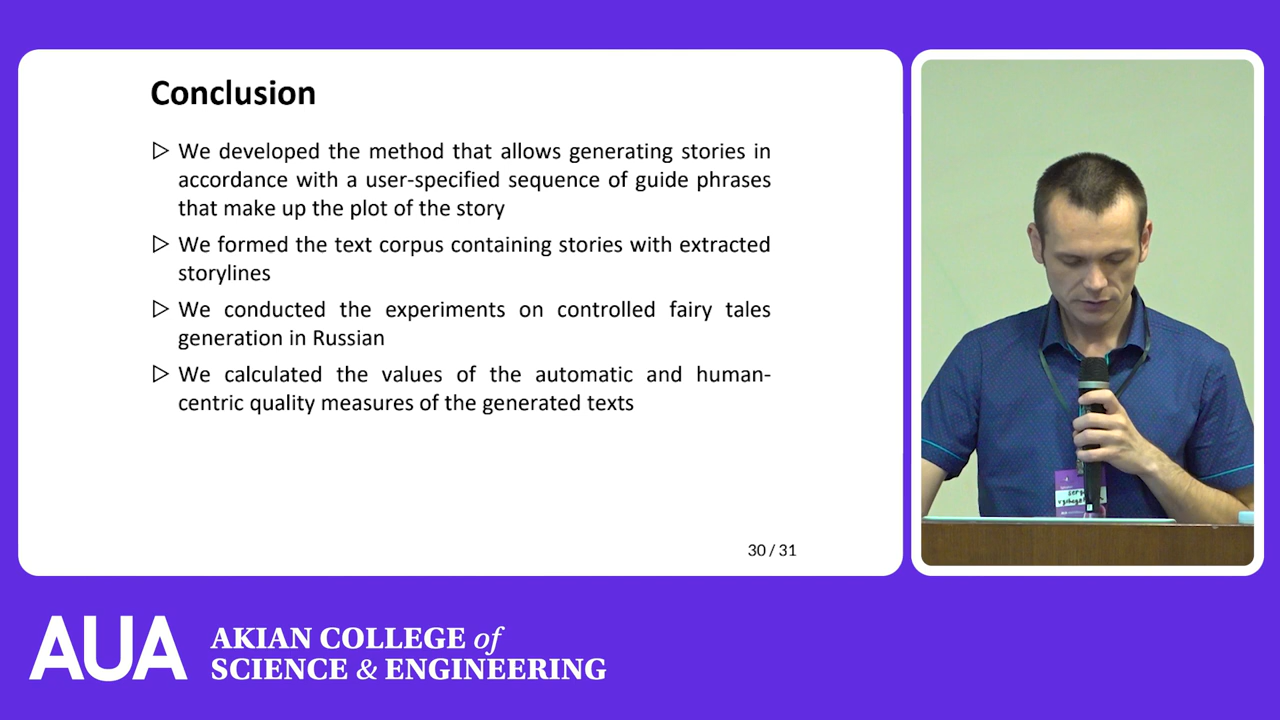 Conclusion
▷ We developed the method that allows generating stories in
accordance with a user-specified sequence of guide phrases
that make up the plot of the story
▷ We formed the text corpus containing stories with extracted
storylines
▷ We conducted the experiments on controlled fairy tales
generation in Russian
▷ We calculated the values of the automatic and human-
centric quality measures of the generated texts
30 / 31
AUA
AKIAN COLLEGE of
SCIENCE & ENGINEERING